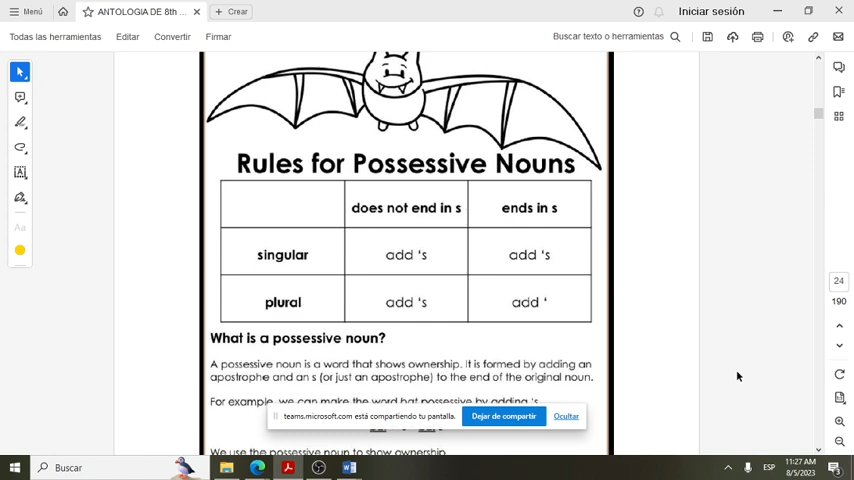 Menú
ANTOLOGIA DE 8th ...
Crear
Iniciar sesión
Todas las herramientas
Editar
Convertir
Firmar
Buscar texto o herramientas
Rules for Possessive Nouns
does not end in s
ends in s
singular
add ‘s
add ‘s
plural
add ‘s
add ‘
24
190
What is a possessive noun?
A possessive noun is a word that shows ownership. It is formed by adding an
apostrophe and an s (or just an apostrophe) to the end of the original noun.
For example, we can make the word bat possessive by adding ‘s
teams.microsoft.com está compartiendo tu pantalla.
Dejar de compartir
Ocultar
We use the possessive noun to show ownership
Buscar
ESP
11:27 AM
8/5/2023